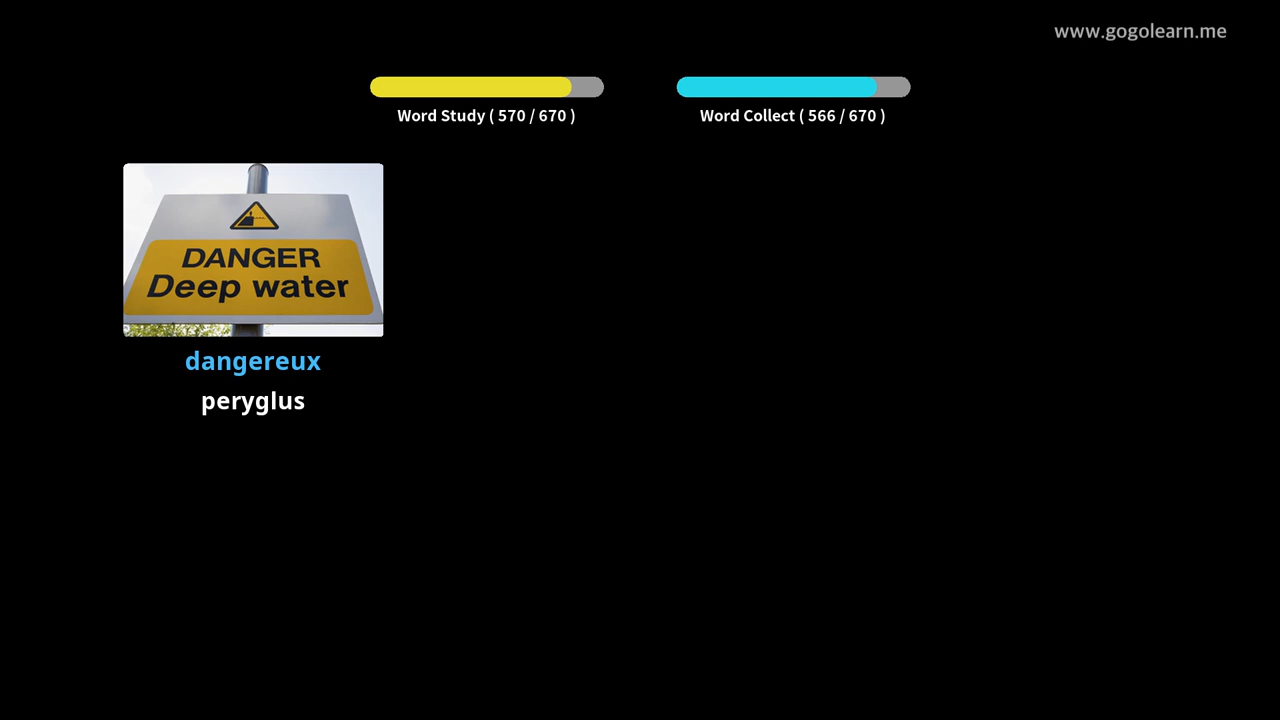 www.gogolearn.me
Word Study ( 570 / 670 )
Word Collect ( 566 / 670 )
DANGER
Deep water
dangereux
peryglus